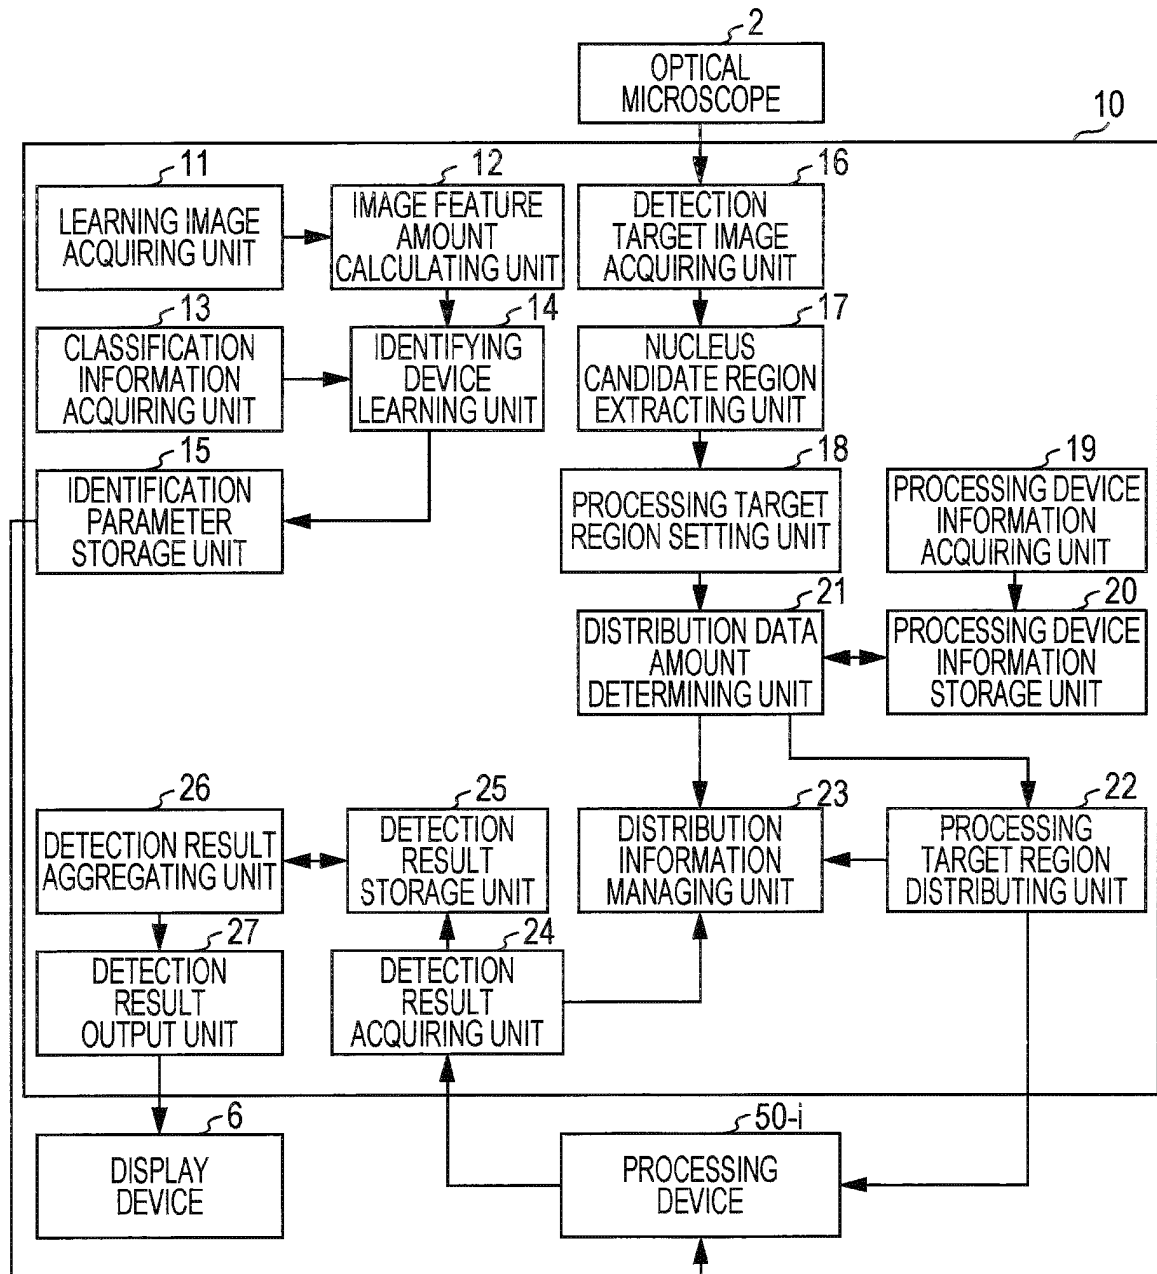 2
OPTICAL
MICROSCOPE
10
11
LEARNING IMAGE
ACQUIRING UNIT
12
IMAGE FEATURE
AMOUNT
CALCULATING UNIT
16
DETECTION
TARGET IMAGE
ACQUIRING UNIT
13
CLASSIFICATION
INFORMATION
ACQUIRING UNIT
14
IDENTIFYING
DEVICE
LEARNING UNIT
17
NUCLEUS
CANDIDATE REGION
EXTRACTING UNIT
15
IDENTIFICATION
PARAMETER
STORAGE UNIT
18
PROCESSING TARGET
REGION SETTING UNIT
19
PROCESSING DEVICE
INFORMATION
ACQUIRING UNIT
21
DISTRIBUTION DATA
AMOUNT
DETERMINING UNIT
20
PROCESSING DEVICE
INFORMATION
STORAGE UNIT
26
DETECTION RESULT
AGGREGATING UNIT
25
DETECTION
RESULT
STORAGE UNIT
23
DISTRIBUTION
INFORMATION
MANAGING UNIT
22
PROCESSING
TARGET REGION
DISTRIBUTING UNIT
27
DETECTION
RESULT
OUTPUT UNIT
24
DETECTION
RESULT
ACQUIRING UNIT
6
DISPLAY
DEVICE
50-i
PROCESSING
DEVICE